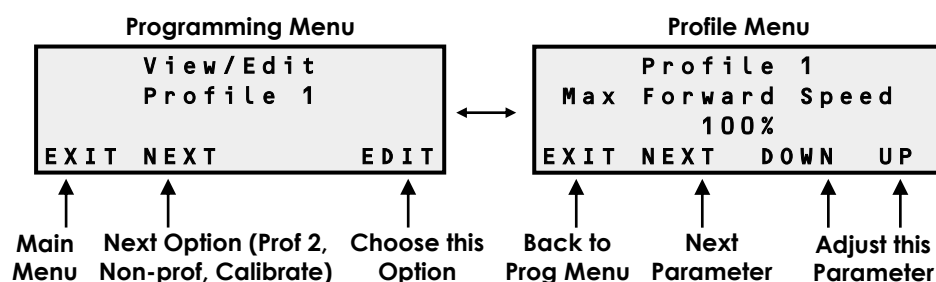 Programming Menu
View/Edit
Profile 1
EXIT NEXT EDIT
Main Menu
Next Option (Prof 2, Non-prof, Calibrate)
Choose this Option
Profile Menu
Profile 1
Max Forward Speed
100%
EXIT NEXT DOWN UP
Back to Prog Menu
Next Parameter
Adjust this Parameter